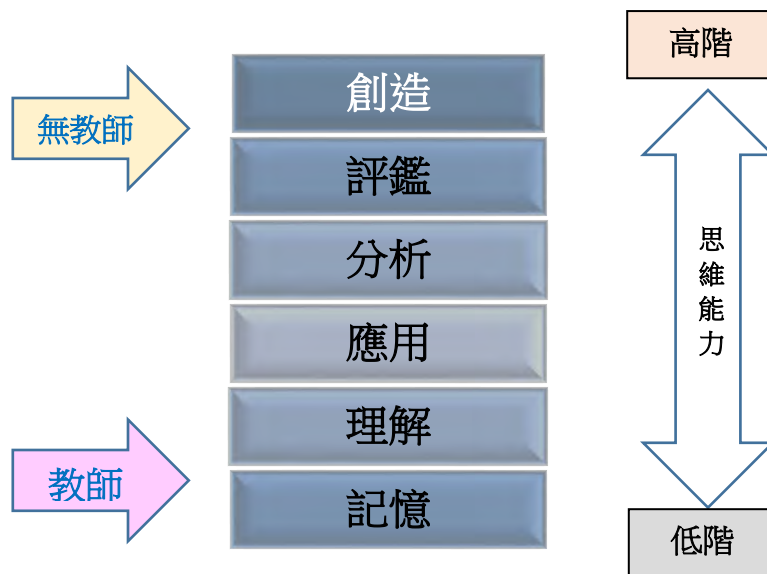 高階
創造
無教師
評鑑
分析
思維能力
應用
理解
教師
記憶
低階